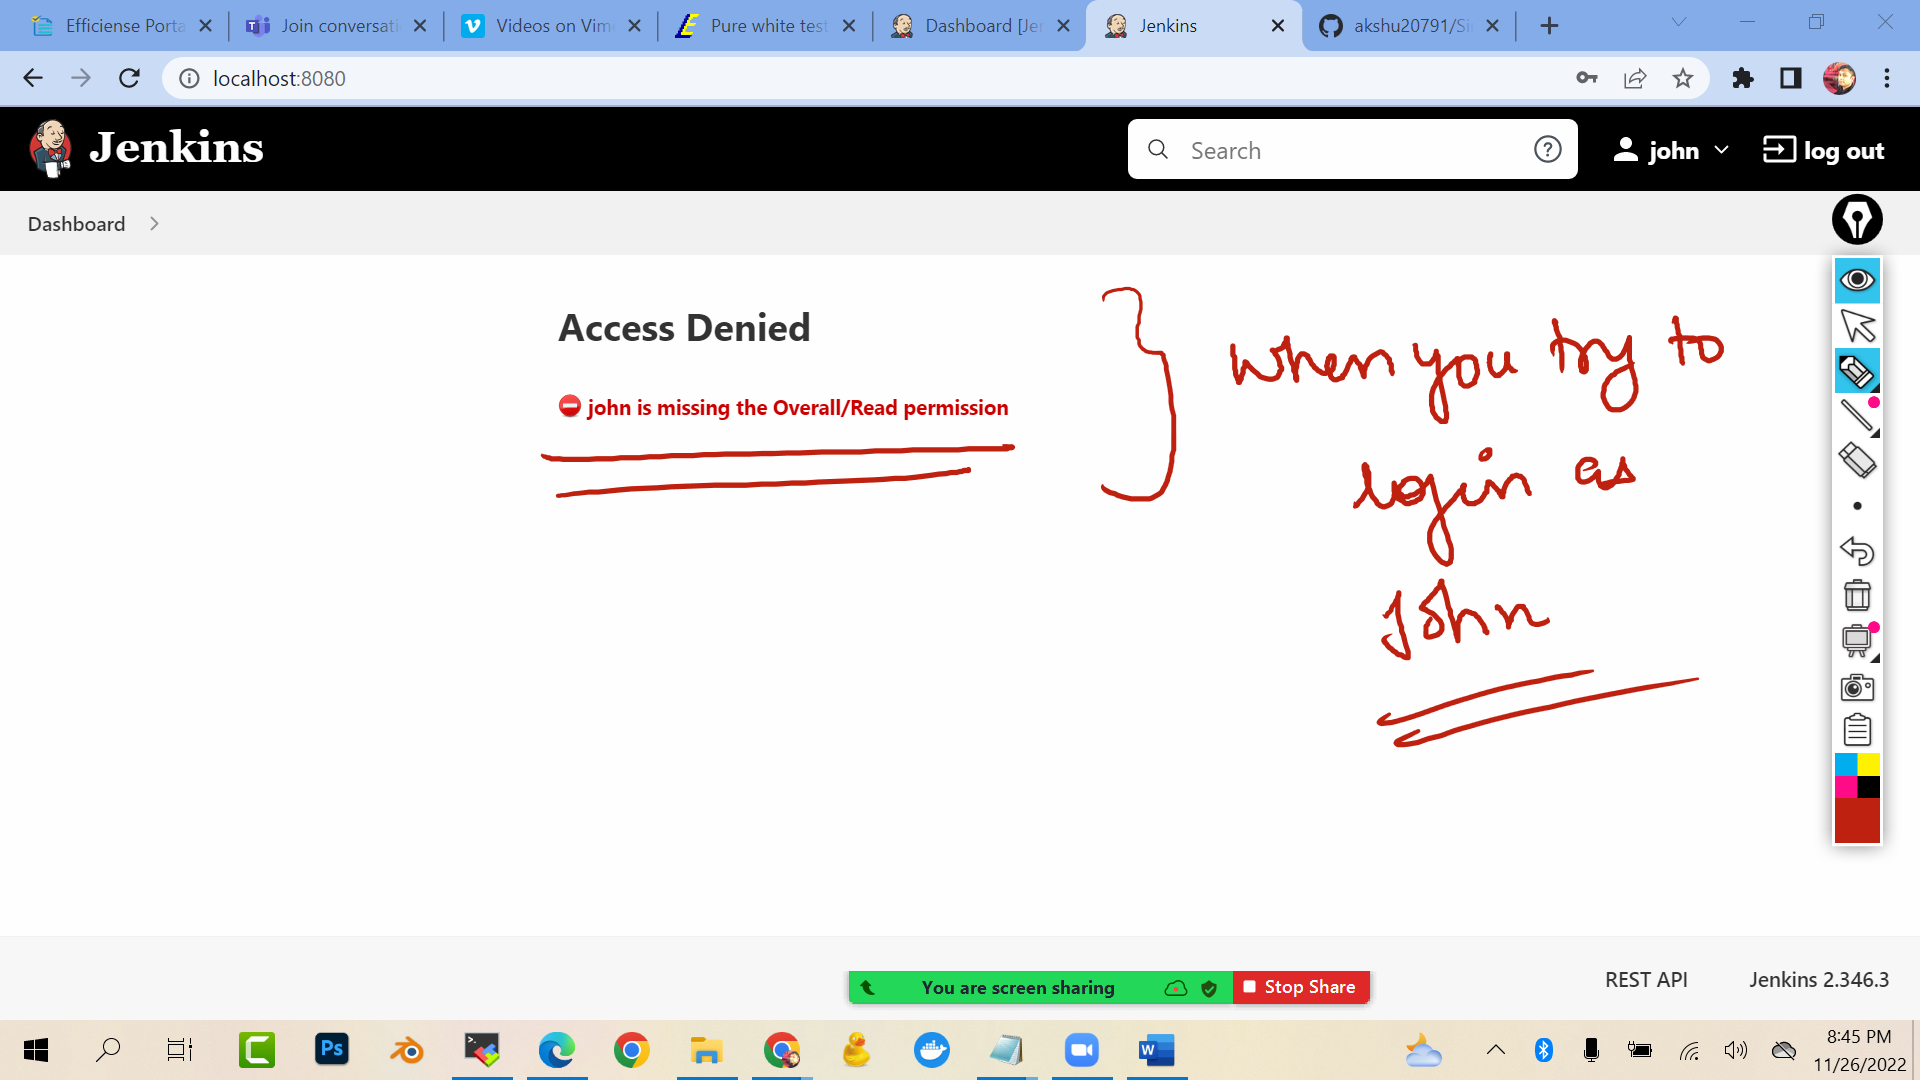 Efficiense Porta
Join conversati
Videos on Vime
Pure white test
Dashboard [Jen
Jenkins
akshu20791/Si
localhost:8080
Jenkins
Search
john
log out
Dashboard
Access Denied
john is missing the Overall/Read permission
when you try to
login as
john
REST API
Jenkins 2.346.3
You are screen sharing
Stop Share
Ps
W
8:45 PM
11/26/2022